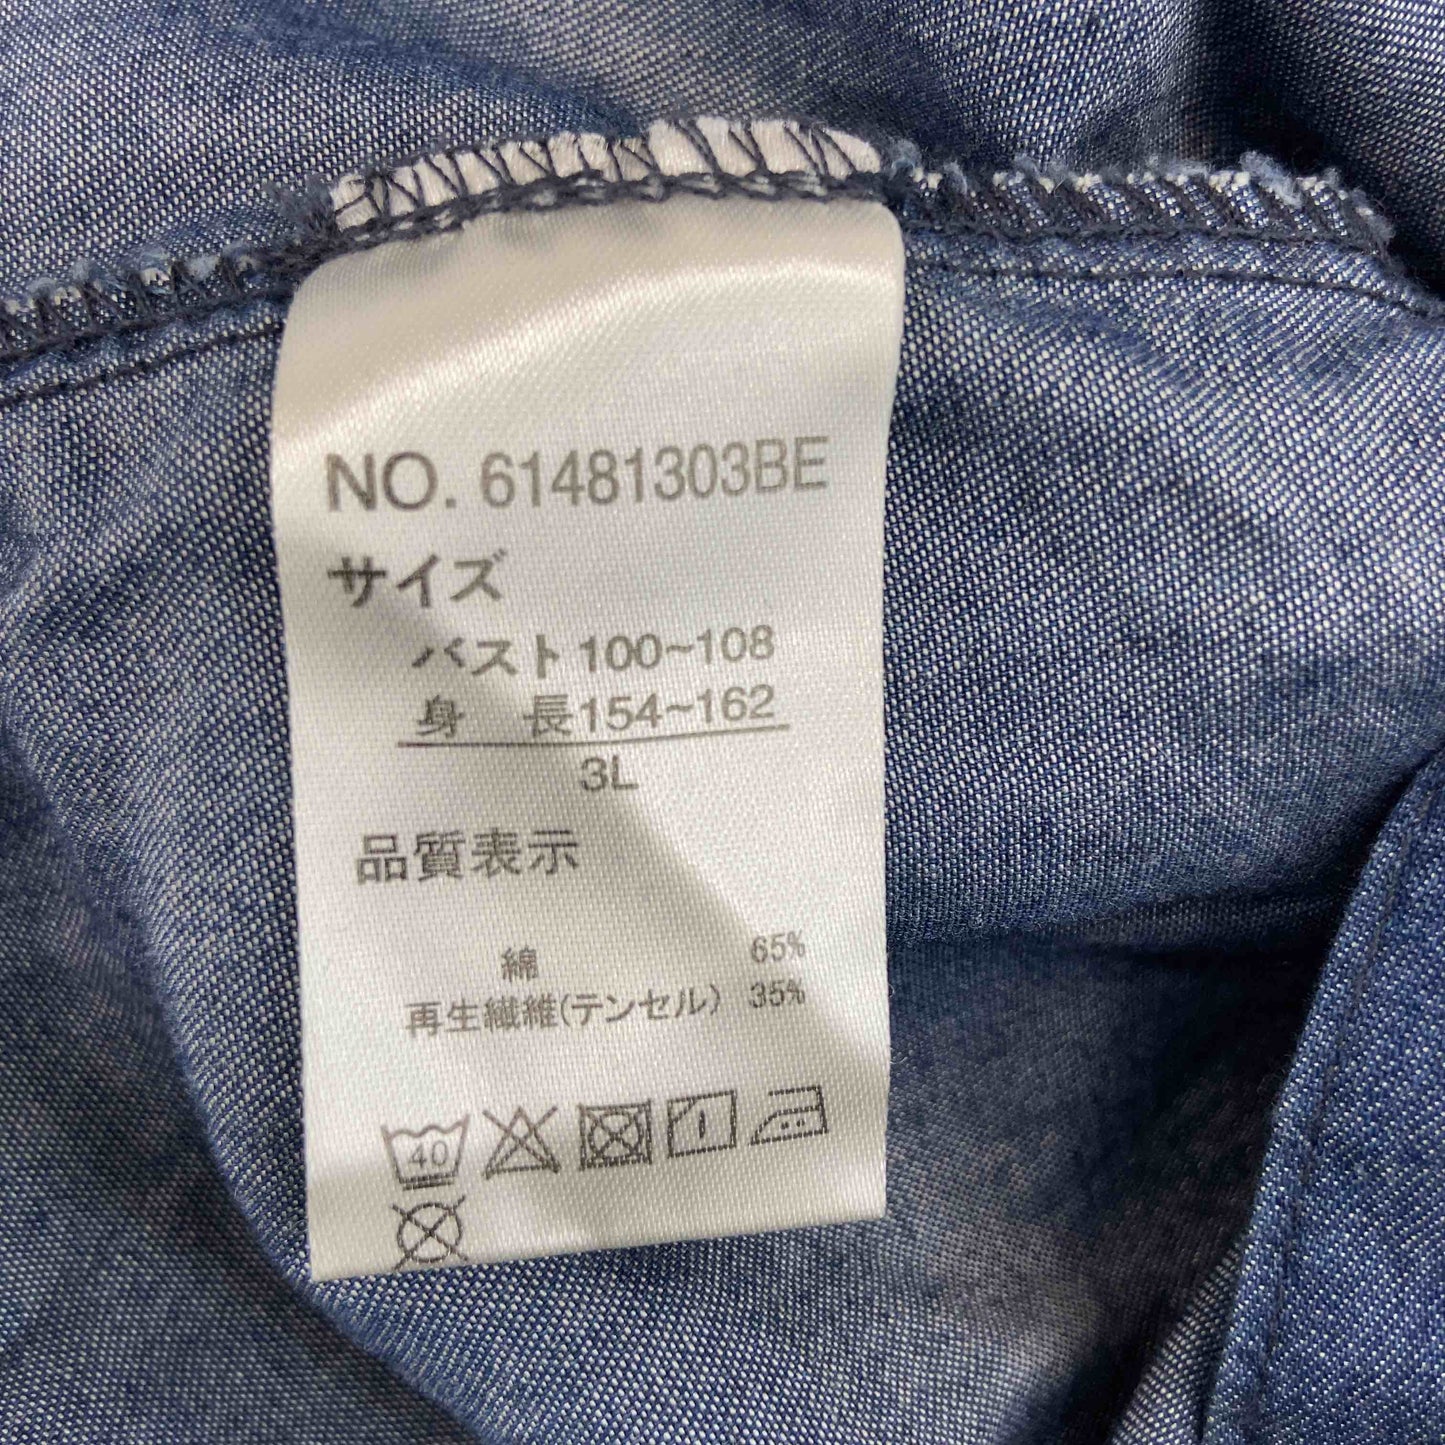 NO. 61481303BE
サイズ
バスト100~108
身 長154~162
3L
品質表示
綿 65%
再生繊維(テンセル) 35%
40